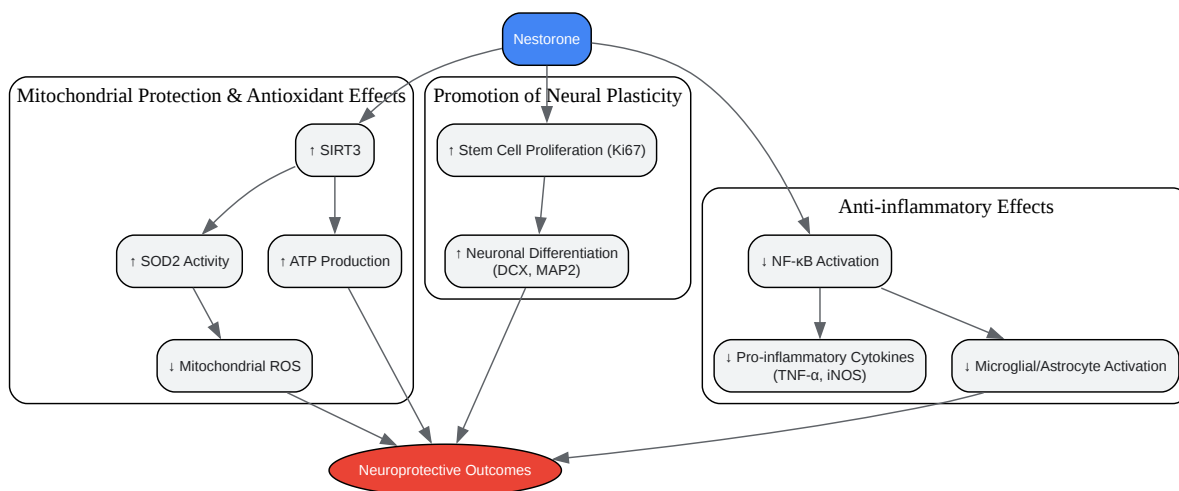 Nestorone
Mitochondrial Protection & Antioxidant Effects
Promotion of Neural Plasticity
↑ SIRT3
↑ Stem Cell Proliferation (Ki67)
Anti-inflammatory Effects
↑ SOD2 Activity
↑ ATP Production
↑ Neuronal Differentiation
(DCX, MAP2)
↓ NF-κB Activation
↓ Mitochondrial ROS
↓ Pro-inflammatory Cytokines
(TNF-α, iNOS)
↓ Microglial/Astrocyte Activation
Neuroprotective Outcomes